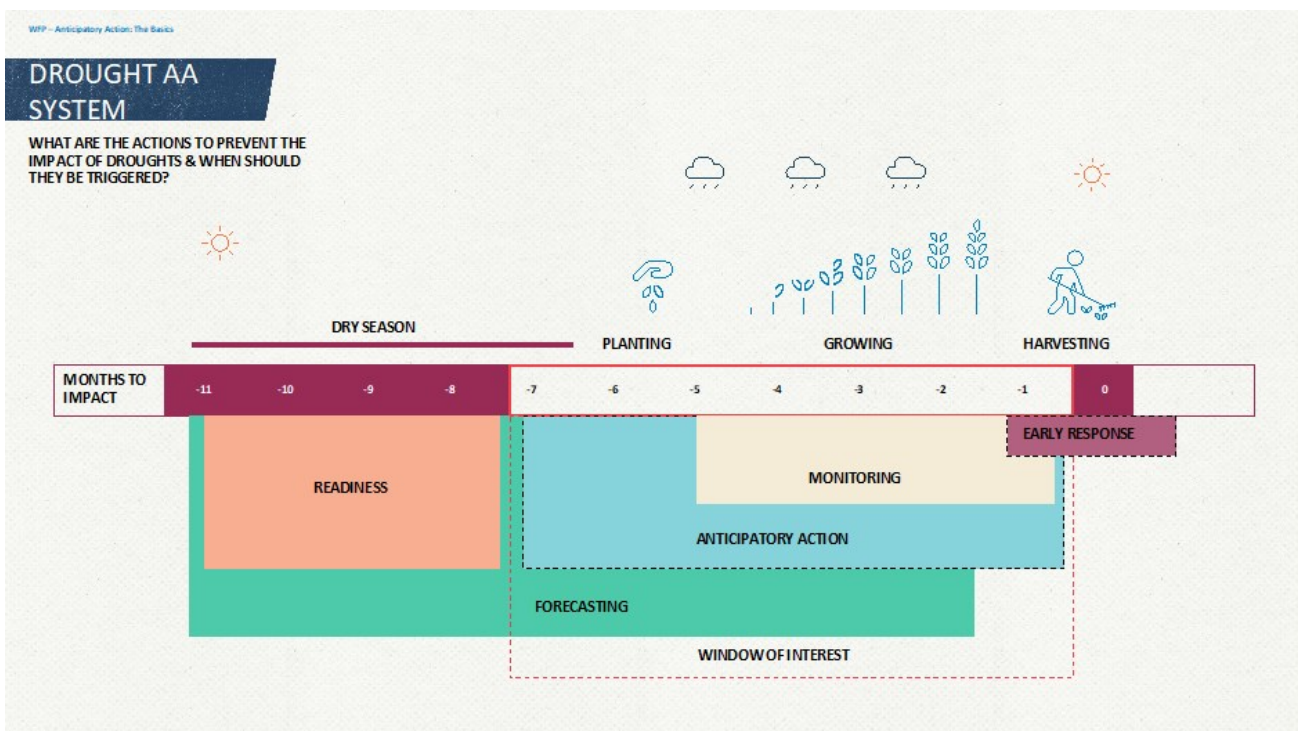 WFP – Anticipatory Action: The Basics
DROUGHT AA
SYSTEM
WHAT ARE THE ACTIONS TO PREVENT THE
IMPACT OF DROUGHTS & WHEN SHOULD
THEY BE TRIGGERED?
DRY SEASON
PLANTING
GROWING
HARVESTING
MONTHS TO
IMPACT
-11 -10 -9 -8 -7 -6 -5 -4 -3 -2 -1 0
EARLY RESPONSE
MONITORING
READINESS
ANTICIPATORY ACTION
FORECASTING
WINDOW OF INTEREST